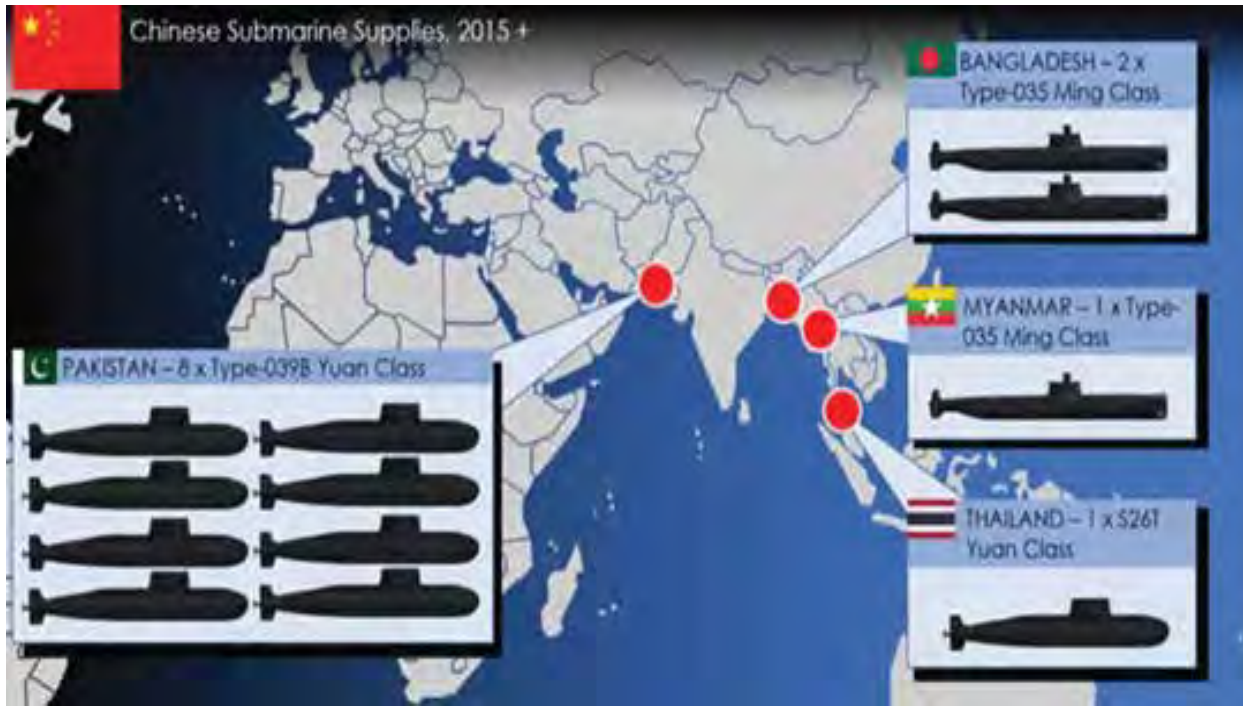 Chinese Submarine Supplies, 2015 +
BANGLADESH – 2 x
Type-035 Ming Class
MYANMAR – 1 x Type-
035 Ming Class
PAKISTAN – 8 x Type-039B Yuan Class
THAILAND – 1 x S26T
Yuan Class